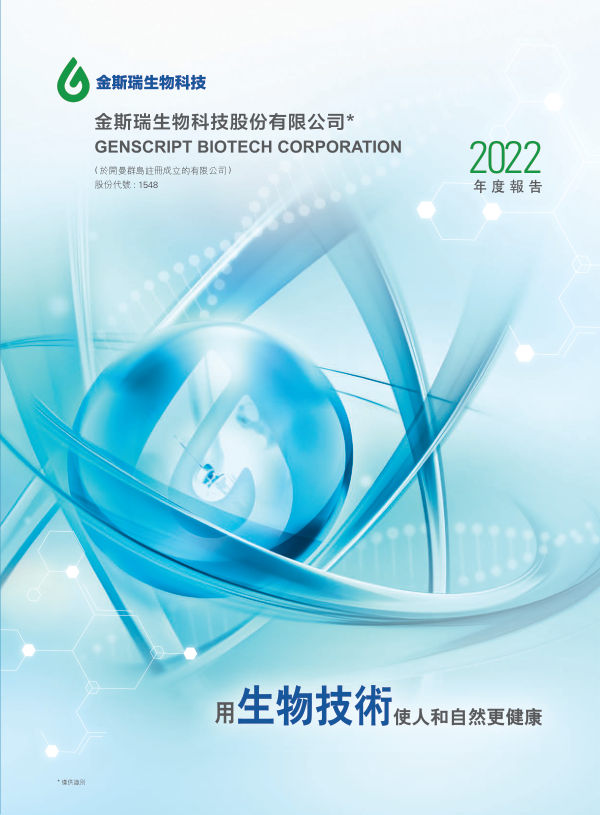 金斯瑞生物科技
金斯瑞生物科技股份有限公司*
GENSCRIPT BIOTECH CORPORATION
(於開曼群島註冊成立的有限公司)
股份代號 : 1548
2022
年度報告
用生物技術使人和自然更健康
* 僅供識別